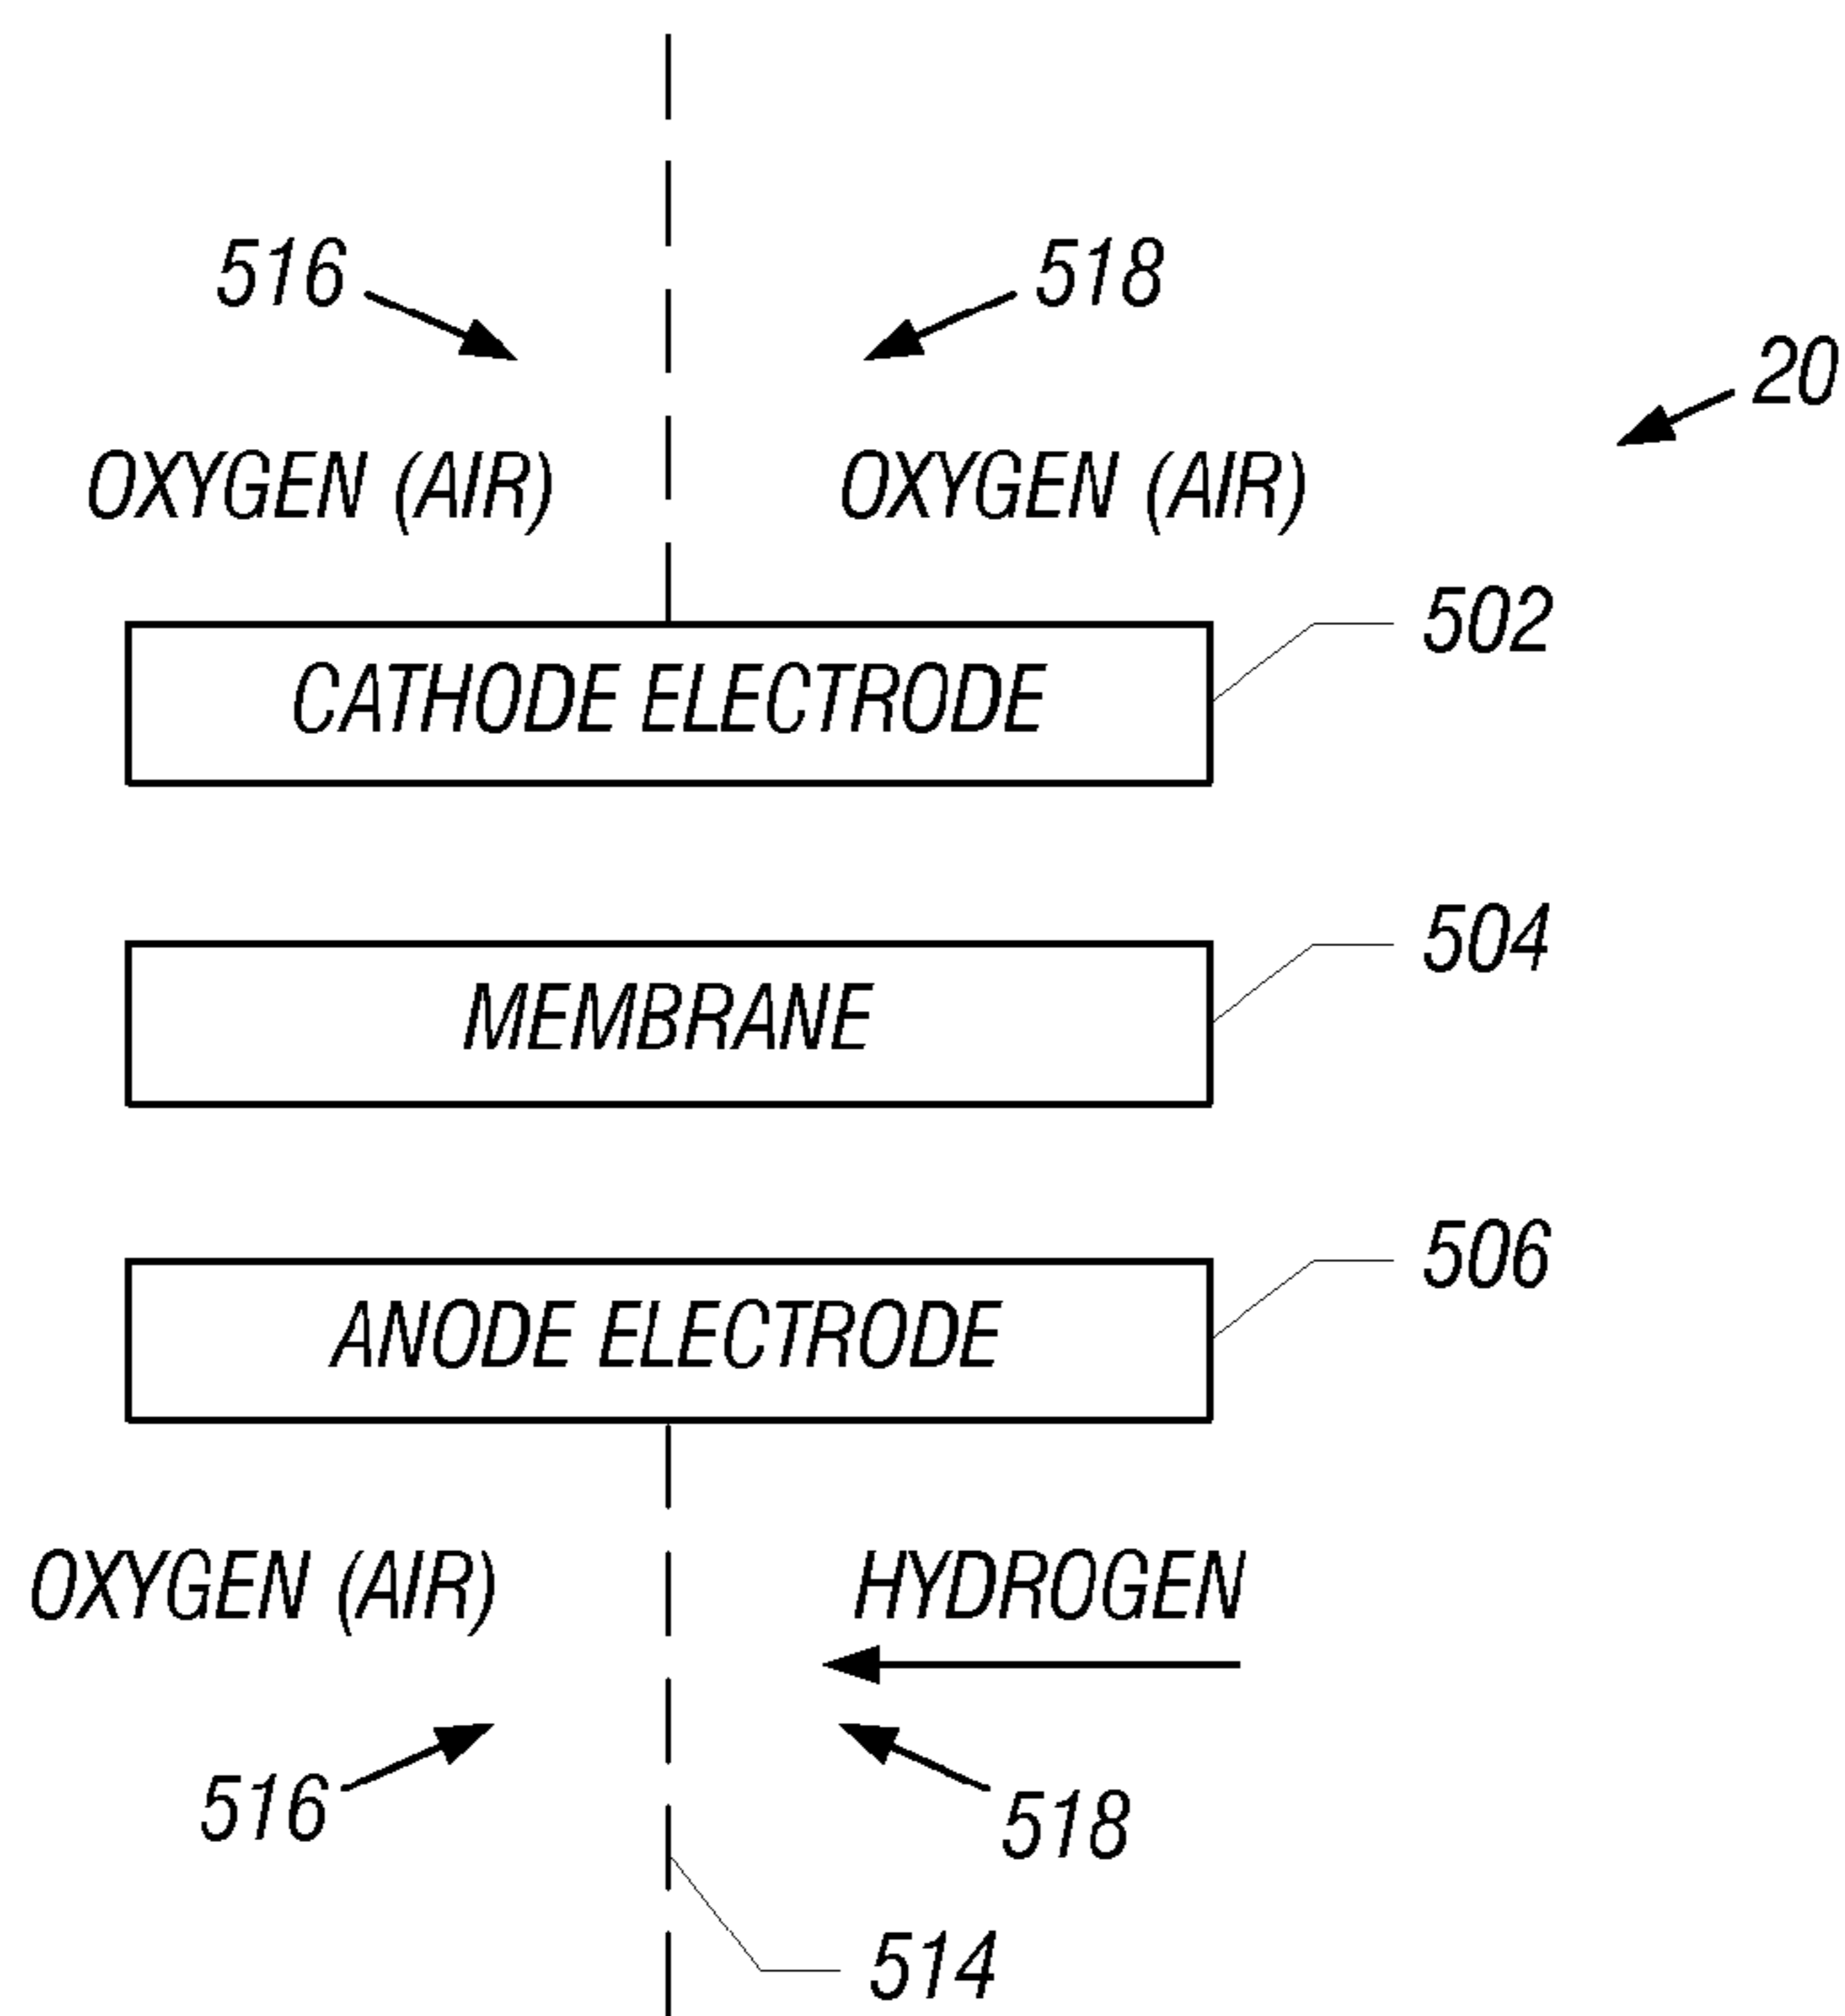 516
518
20
OXYGEN (AIR)
OXYGEN (AIR)
CATHODE ELECTRODE
502
MEMBRANE
504
ANODE ELECTRODE
506
OXYGEN (AIR)
HYDROGEN
516
518
514